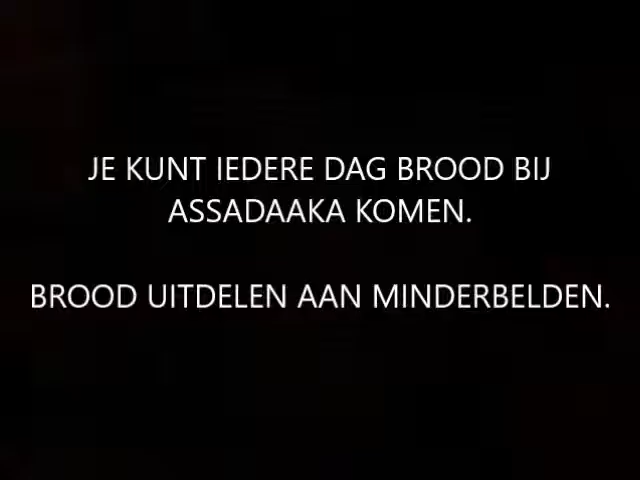 JE KUNT IEDERE DAG BROOD BIJ
ASSADAAKA KOMEN.
BROOD UITDELEN AAN MINDERBELDEN.